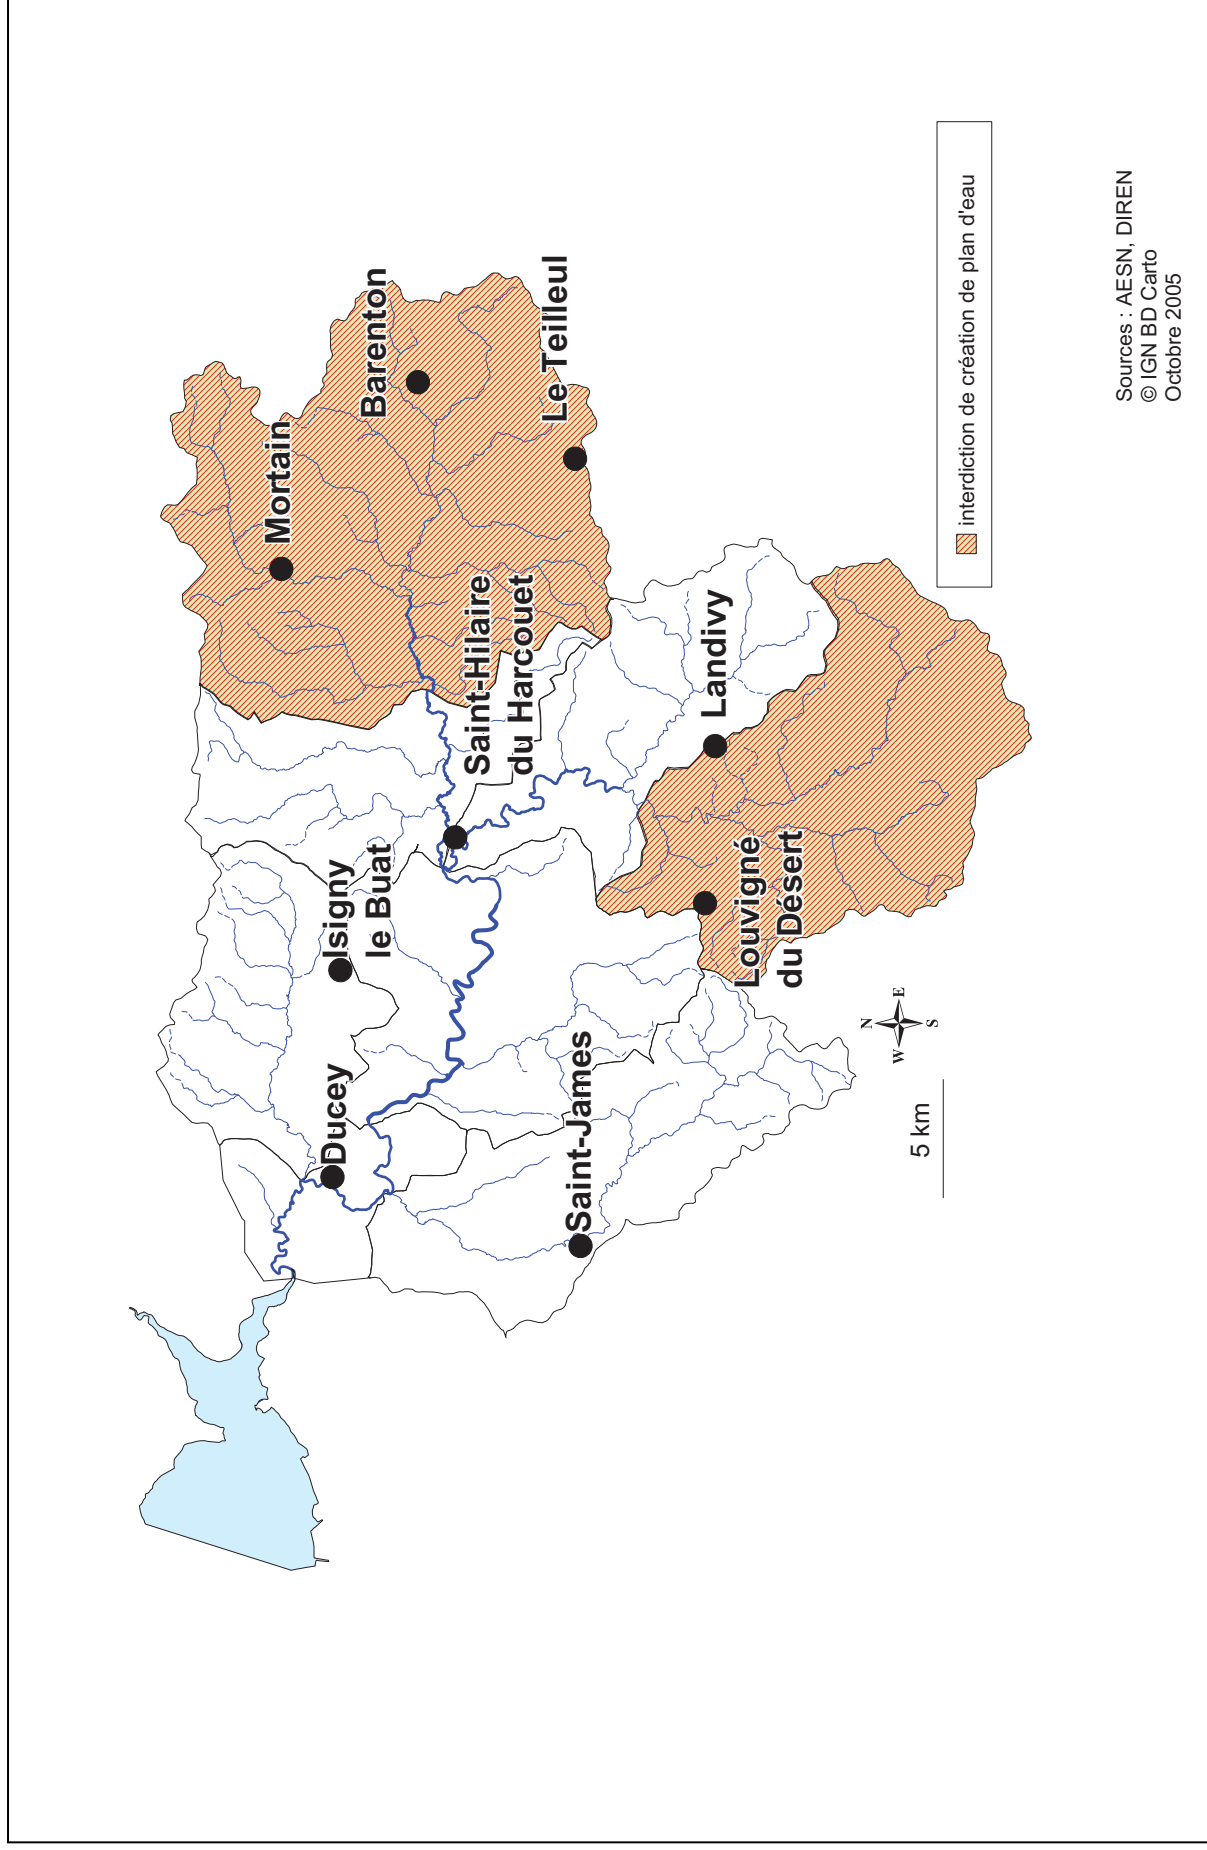 Mortain
Barenton
Le Teilleul
Saint-Hilaire
du Harcouet
Isigny
le Buat
Ducey
Landivy
Louvigné
du Désert
Saint-James
N
W
E
S
5 km
interdiction de création de plan d'eau
Sources : AESN, DIREN
© IGN BD Carto
Octobre 2005